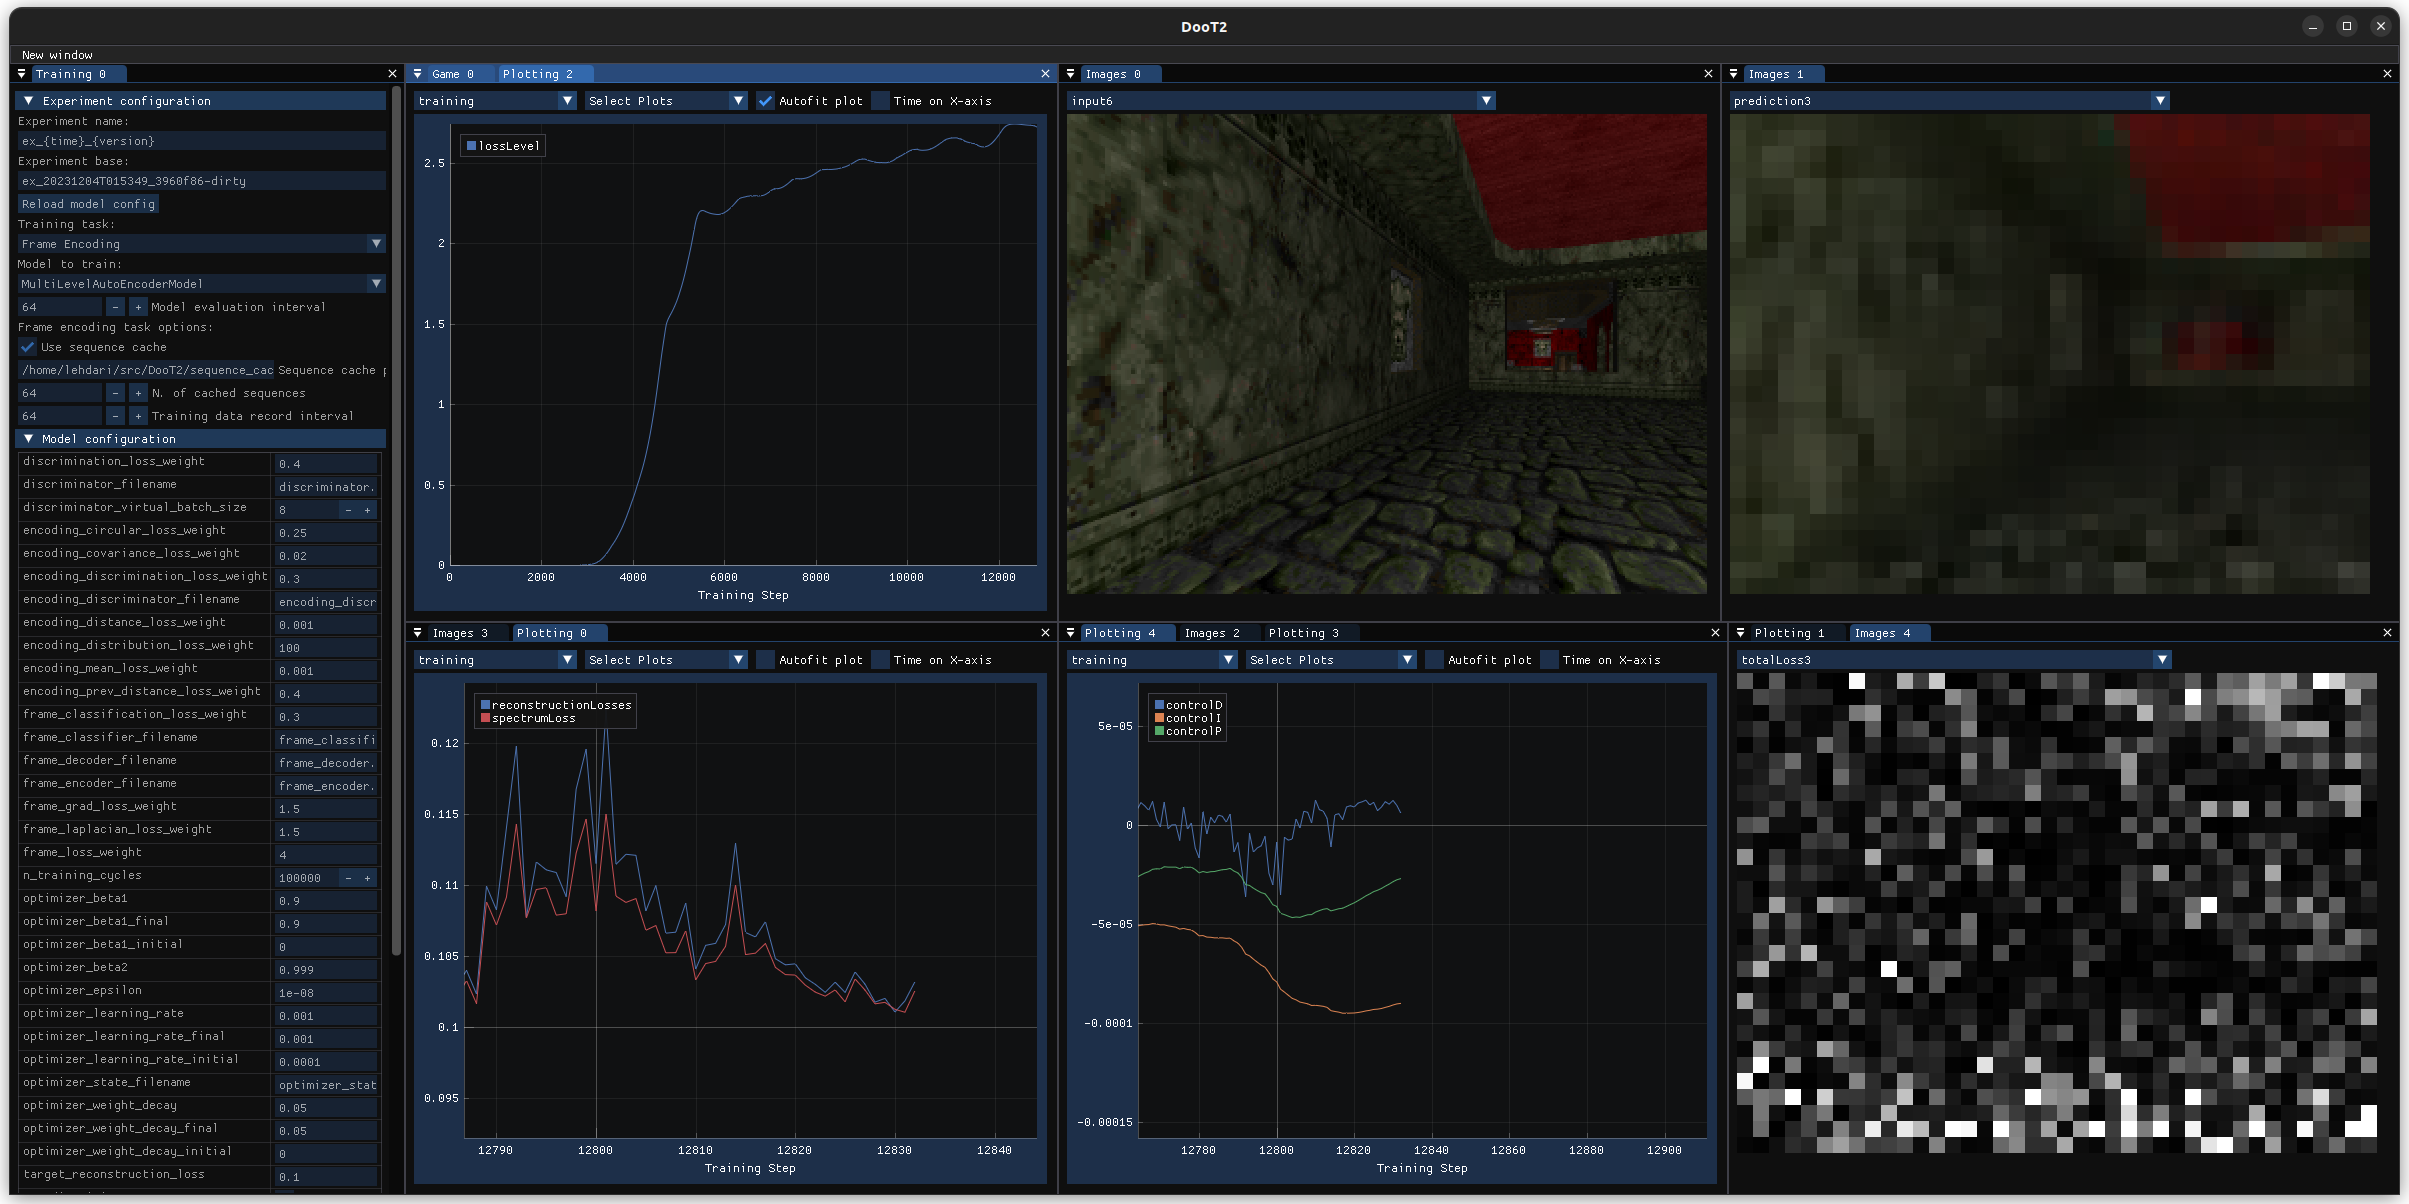 DooT2
New window
Training 0
Experiment configuration
Experiment name:
ex_{time}_{version}
Experiment base:
ex_20231204T015349_3960f86-dirty
Reload model config
Training task:
Frame Encoding
Model to train:
MultiLevelAutoEncoderModel
64 - + Model evaluation interval
Frame encoding task options:
Use sequence cache
/home/lehdari/src/DooT2/sequence_cac Sequence cache p
64 - + N. of cached sequences
64 - + Training data record interval
Model configuration
discrimination_loss_weight 0.4
discriminator_filename discriminator.
discriminator_virtual_batch_size 8 - +
encoding_circular_loss_weight 0.25
encoding_covariance_loss_weight 0.02
encoding_discrimination_loss_weight 0.3
encoding_discriminator_filename encoding_discr
encoding_distance_loss_weight 0.001
encoding_distribution_loss_weight 100
encoding_mean_loss_weight 0.001
encoding_prev_distance_loss_weight 0.4
frame_classification_loss_weight 0.3
frame_classifier_filename frame_classifi
frame_decoder_filename frame_decoder.
frame_encoder_filename frame_encoder.
frame_grad_loss_weight 1.5
frame_laplacian_loss_weight 1.5
frame_loss_weight 4
n_training_cycles 100000 - +
optimizer_beta1 0.9
optimizer_beta1_final 0.9
optimizer_beta1_initial 0
optimizer_beta2 0.999
optimizer_epsilon 1e-08
optimizer_learning_rate 0.001
optimizer_learning_rate_final 0.001
optimizer_learning_rate_initial 0.0001
optimizer_state_filename optimizer_stat
optimizer_weight_decay 0.05
optimizer_weight_decay_final 0.05
optimizer_weight_decay_initial 0
target_reconstruction_loss 0.1
Game 0 Plotting 2
training Select Plots Autofit plot Time on X-axis
lossLevel
2.5
2
1.5
1
0.5
0
0 2000 4000 6000 8000 10000 12000
Training Step
Images 0
input6
Images 1
prediction3
Images 3 Plotting 0
training Select Plots Autofit plot Time on X-axis
reconstructionLosses
spectrumLoss
0.12
0.115
0.11
0.105
0.1
0.095
12790 12800 12810 12820 12830 12840
Training Step
Plotting 4 Images 2 Plotting 3
training Select Plots Autofit plot Time on X-axis
controlD
controlI
controlP
5e-05
0
-5e-05
-0.0001
-0.00015
12780 12800 12820 12840 12860 12880 12900
Training Step
Plotting 1 Images 4
totalLoss3